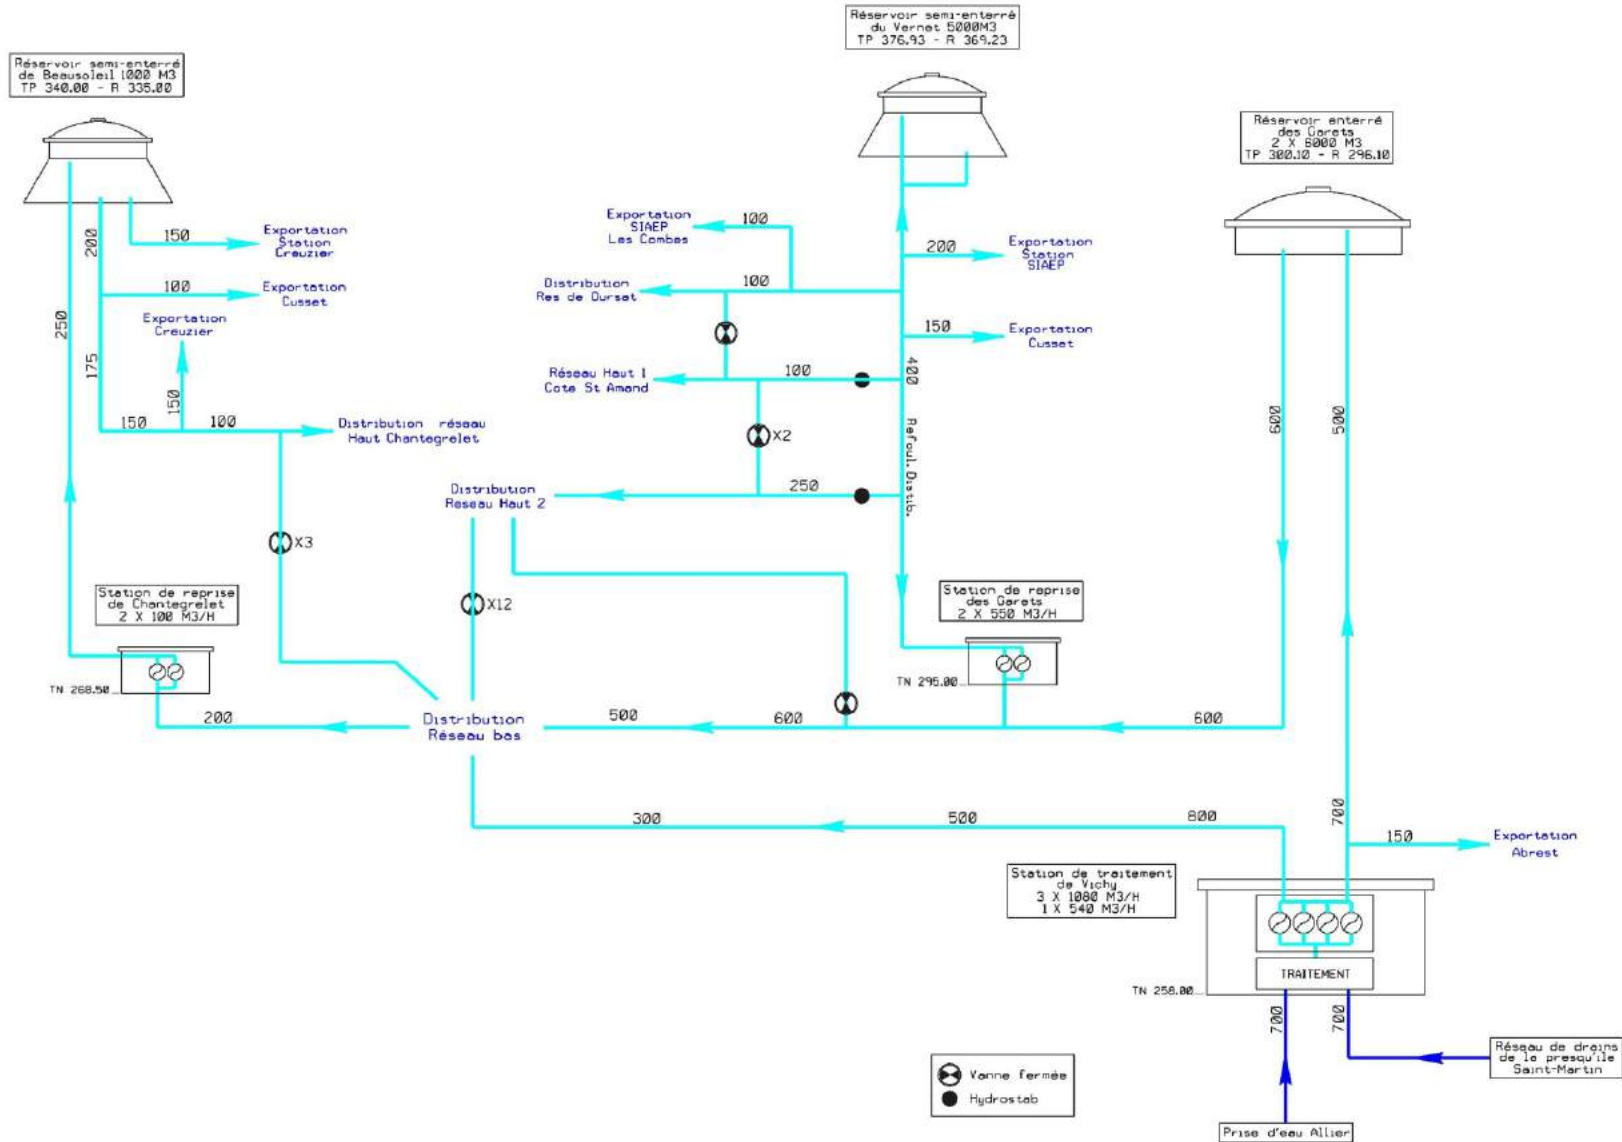 Réservoir semi-enterré
du Vernet 5000M3
TP 376.93 - R 369.23
Réservoir semi-enterré
de Beausoleil 1000 M3
TP 340.00 - R 335.00
Réservoir enterré
des Garets
2 X 6000 M3
TP 300.10 - R 296.10
200
150
Exportation
Station
Creuzier
100
Exportation
Cusset
Exportation
Creuzier
250
175
150
150
100
Distribution réseau
Haut Chantegrelet
Exportation
SIAEP
Les Combes
100
200
Exportation
Station
SIAEP
Distribution
Res de Oursat
100
150
Exportation
Cusset
Réseau Haut 1
Cote St Amand
100
400
Refoul. Distib.
X2
600
500
Distribution
Reseau Haut 2
250
X3
X12
Station de reprise
de Chantegrelet
2 X 100 M3/H
Station de reprise
des Garets
2 X 550 M3/H
TN 268.50
TN 295.00
200
Distribution
Réseau bas
500
600
600
300
500
800
700
150
Exportation
Abrest
Station de traitement
de Vichy
3 X 1080 M3/H
1 X 540 M3/H
TRAITEMENT
TN 258.00
700
700
Réseau de drains
de la presqu'ile
Saint-Martin
Vanne fermée
Hydrostab
Prise d'eau Allier